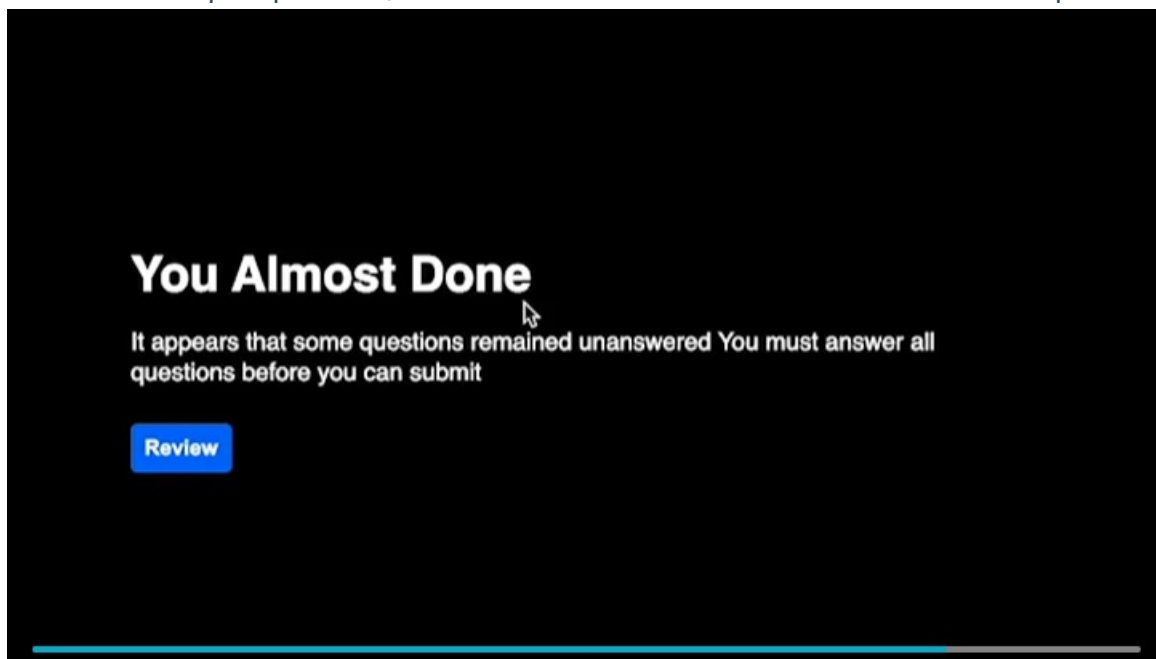 You Almost Done
It appears that some questions remained unanswered You must answer all
questions before you can submit
Review